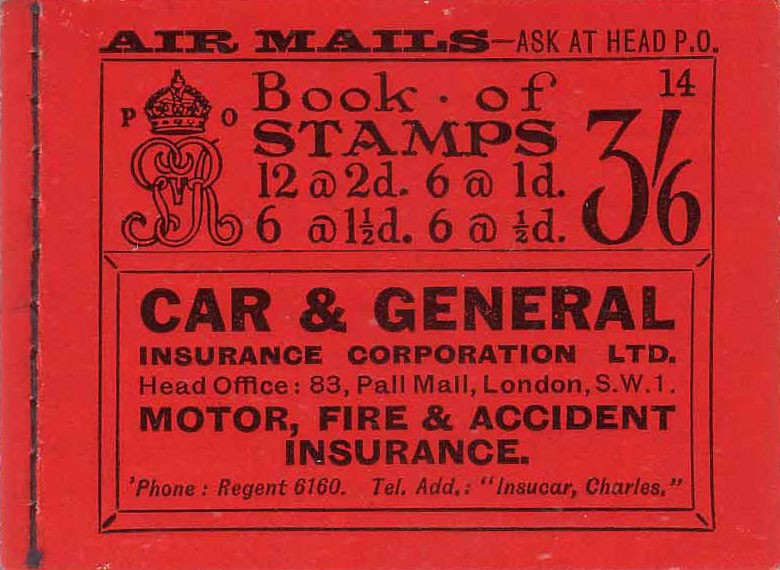 AIR MAILS—ASK AT HEAD P.O.
P O
Book · of
STAMPS
12 @ 2d. 6 @ 1d.
6 @ 1½d. 6 @ ½d.
14
3/6
CAR & GENERAL
INSURANCE CORPORATION LTD.
Head Office: 83, Pall Mall, London, S.W.1.
MOTOR, FIRE & ACCIDENT
INSURANCE.
'Phone : Regent 6160. Tel. Add.: "Insucar, Charles."